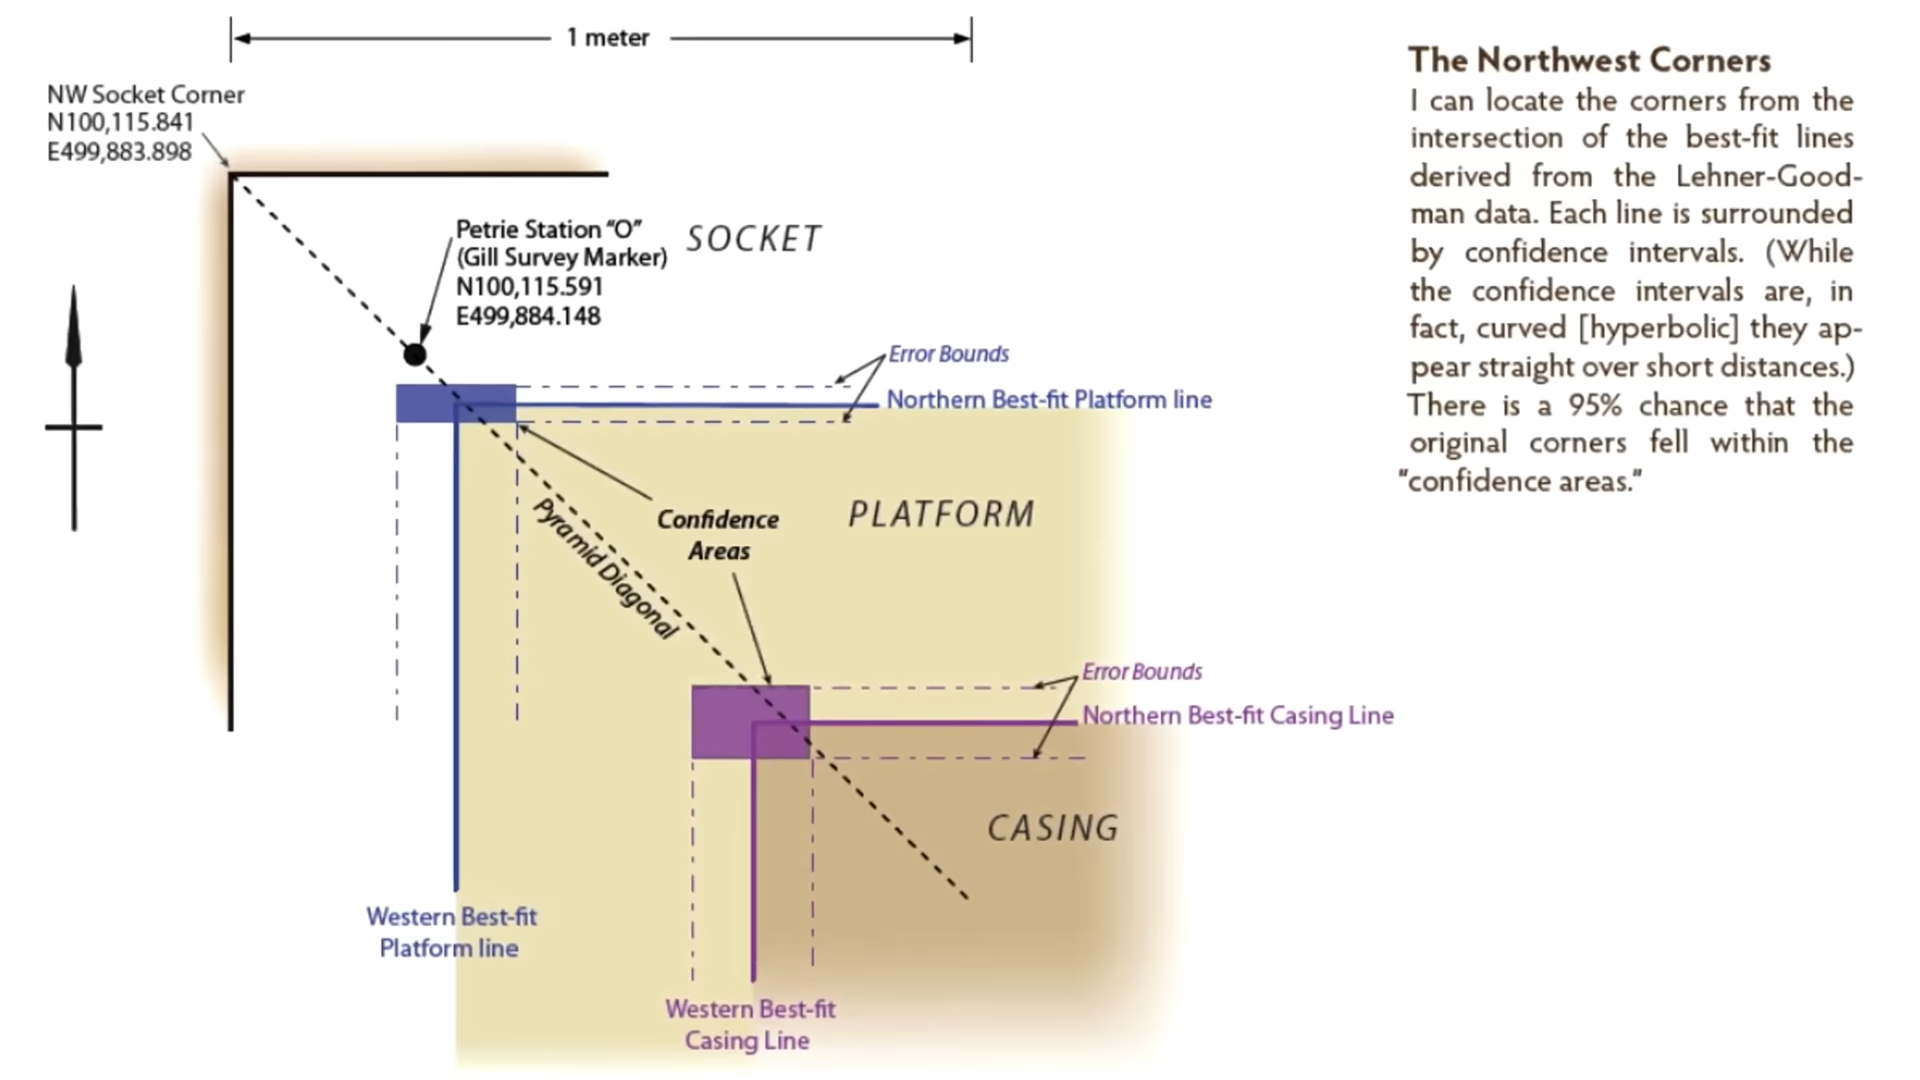 1 meter
NW Socket Corner
N100,115.841
E499,883.898
Petrie Station “O”
(Gill Survey Marker)
N100,115.591
E499,884.148
SOCKET
Error Bounds
Northern Best-fit Platform line
Confidence
Areas
PLATFORM
Pyramid Diagonal
Error Bounds
Northern Best-fit Casing Line
CASING
Western Best-fit
Platform line
Western Best-fit
Casing Line
The Northwest Corners
I can locate the corners from the
intersection of the best-fit lines
derived from the Lehner-Good-
man data. Each line is surrounded
by confidence intervals. (While
the confidence intervals are, in
fact, curved [hyperbolic] they ap-
pear straight over short distances.)
There is a 95% chance that the
original corners fell within the
"confidence areas."